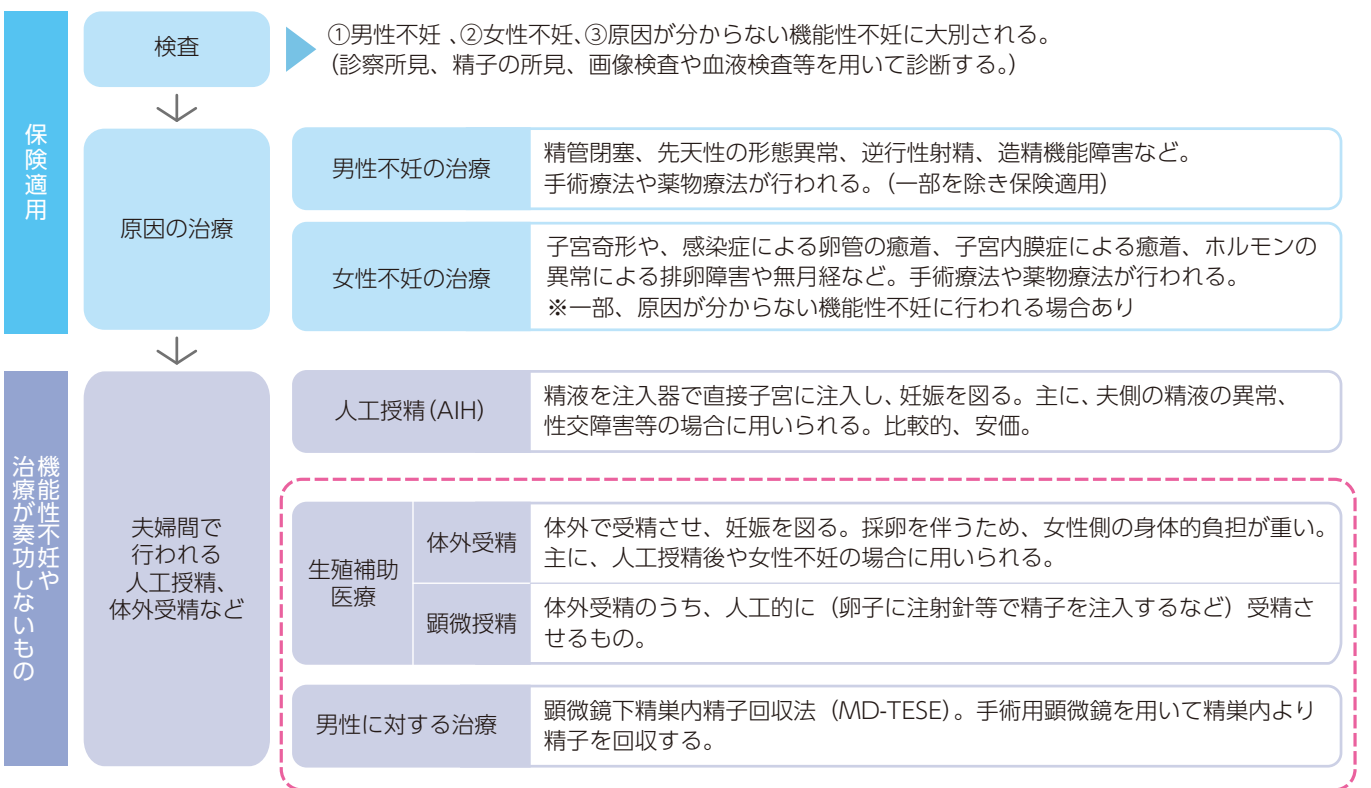 保険適用
検査
①男性不妊 、②女性不妊、③原因が分からない機能性不妊に大別される。
(診察所見、精子の所見、画像検査や血液検査等を用いて診断する。)
原因の治療
男性不妊の治療
精管閉塞、先天性の形態異常、逆行性射精、造精機能障害など。
手術療法や薬物療法が行われる。(一部を除き保険適用)
女性不妊の治療
子宮奇形や、感染症による卵管の癒着、子宮内膜症による癒着、ホルモンの
異常による排卵障害や無月経など。手術療法や薬物療法が行われる。
※一部、原因が分からない機能性不妊に行われる場合あり
機能性不妊や
治療が奏功しないもの
夫婦間で
行われる
人工授精、
体外受精など
人工授精(AIH)
精液を注入器で直接子宮に注入し、妊娠を図る。主に、夫側の精液の異常、
性交障害等の場合に用いられる。比較的、安価。
生殖補助
医療
体外受精
体外で受精させ、妊娠を図る。採卵を伴うため、女性側の身体的負担が重い。
主に、人工授精後や女性不妊の場合に用いられる。
顕微授精
体外受精のうち、人工的に(卵子に注射針等で精子を注入するなど)受精さ
せるもの。
男性に対する治療
顕微鏡下精巣内精子回収法(MD-TESE)。手術用顕微鏡を用いて精巣内より
精子を回収する。